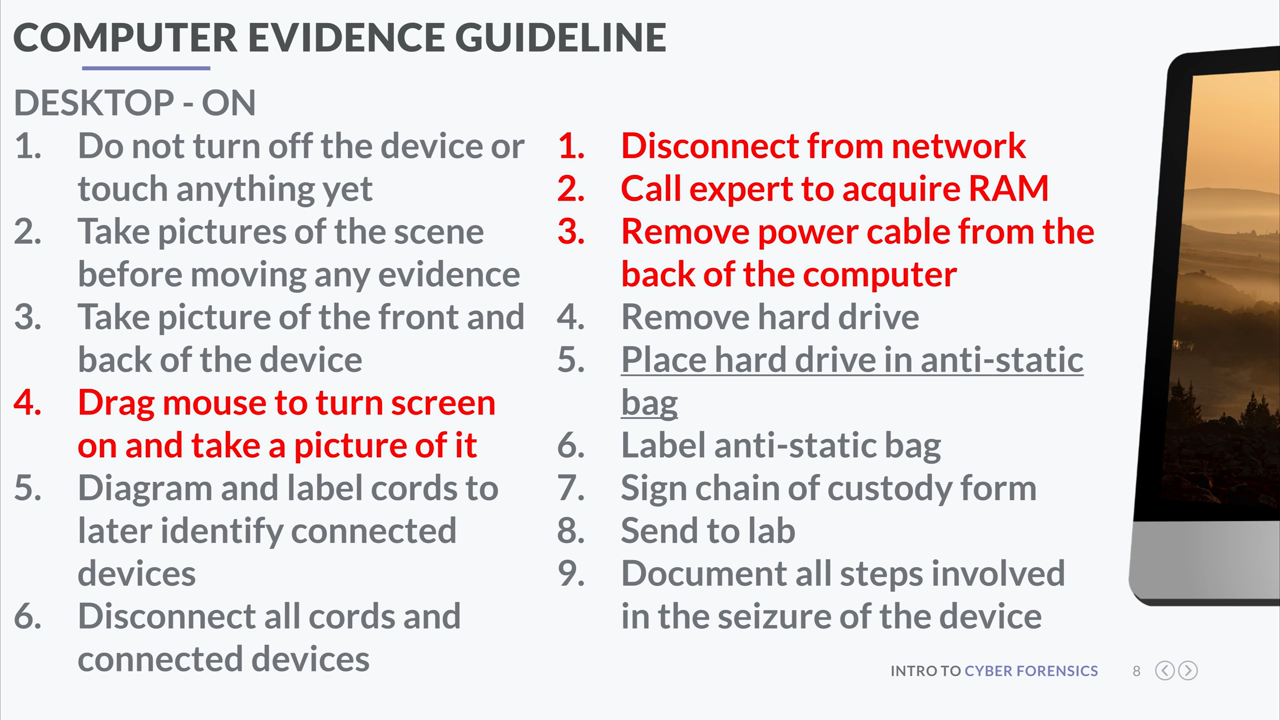 COMPUTER EVIDENCE GUIDELINE
DESKTOP - ON
1. Do not turn off the device or
touch anything yet
2. Take pictures of the scene
before moving any evidence
3. Take picture of the front and
back of the device
4. Drag mouse to turn screen
on and take a picture of it
5. Diagram and label cords to
later identify connected
devices
6. Disconnect all cords and
connected devices
1. Disconnect from network
2. Call expert to acquire RAM
3. Remove power cable from the
back of the computer
4. Remove hard drive
5. Place hard drive in anti-static
bag
6. Label anti-static bag
7. Sign chain of custody form
8. Send to lab
9. Document all steps involved
in the seizure of the device
INTRO TO CYBER FORENSICS 8